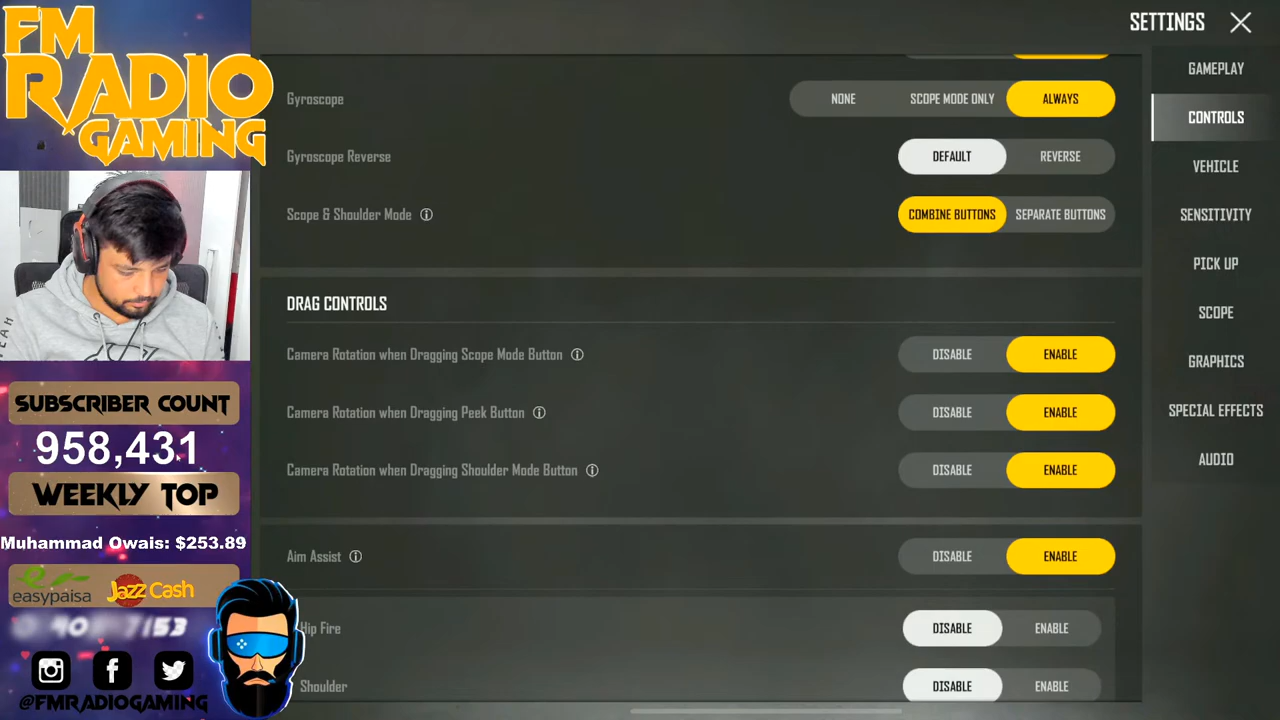 FM
RADIO
GAMING
SUBSCRIBER COUNT
958,431
WEEKLY TOP
Muhammad Owais: $253.89
easypaisa JazzCash
@FMRADIOGAMING
SETTINGS
Gyroscope NONE SCOPE MODE ONLY ALWAYS
Gyroscope Reverse DEFAULT REVERSE
Scope & Shoulder Mode COMBINE BUTTONS SEPARATE BUTTONS
DRAG CONTROLS
Camera Rotation when Dragging Scope Mode Button DISABLE ENABLE
Camera Rotation when Dragging Peek Button DISABLE ENABLE
Camera Rotation when Dragging Shoulder Mode Button DISABLE ENABLE
Aim Assist DISABLE ENABLE
Hip Fire DISABLE ENABLE
Shoulder DISABLE ENABLE
GAMEPLAY
CONTROLS
VEHICLE
SENSITIVITY
PICK UP
SCOPE
GRAPHICS
SPECIAL EFFECTS
AUDIO